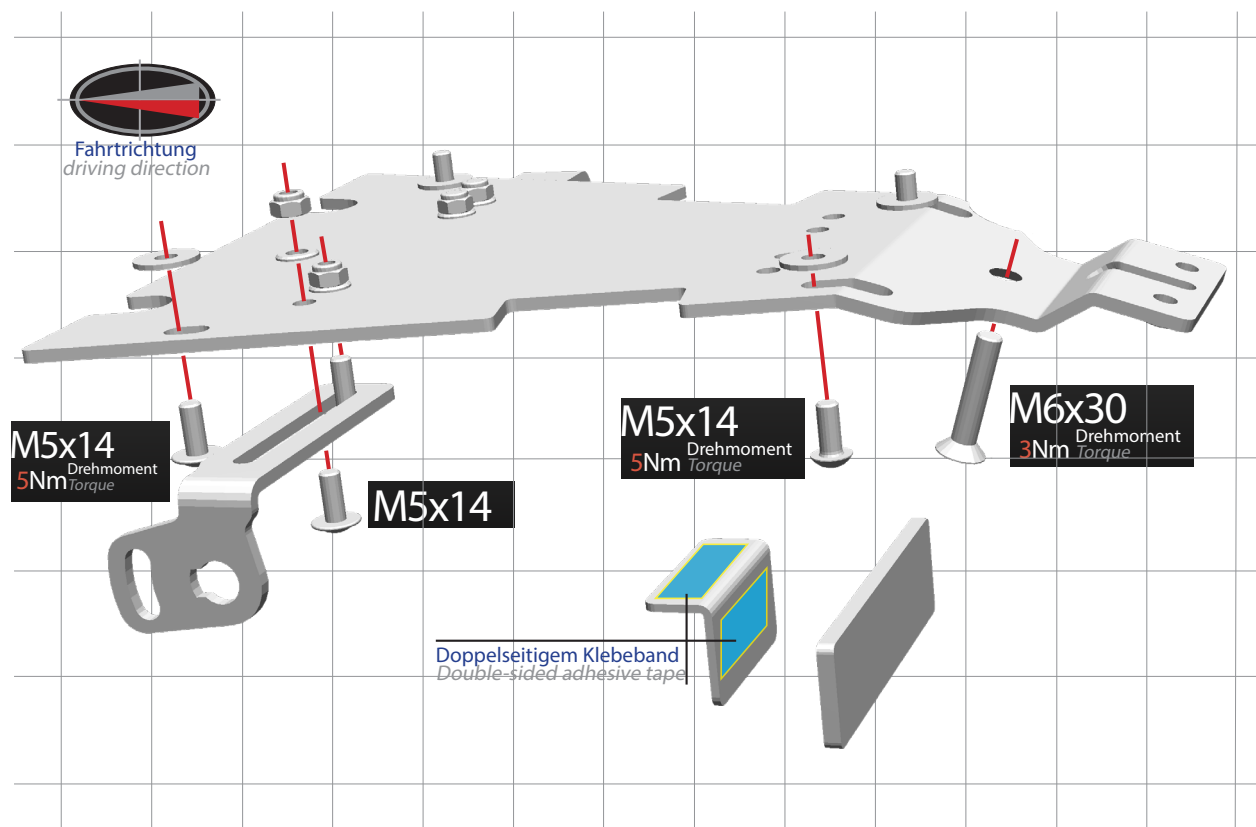 Fahrtrichtung
driving direction
M5x14
5Nm Drehmoment
Torque
M5x14
M5x14
5Nm Drehmoment
Torque
M6x30
3Nm Drehmoment
Torque
Doppelseitigem Klebeband
Double-sided adhesive tape